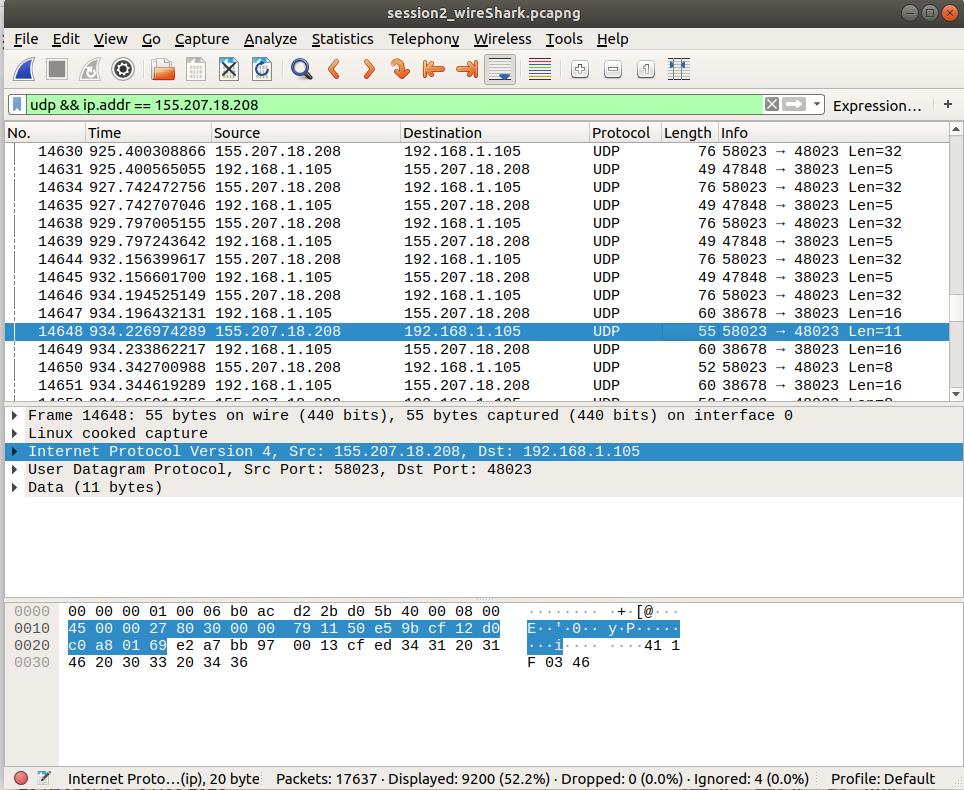 session2_wireShark.pcapng
File Edit View Go Capture Analyze Statistics Telephony Wireless Tools Help
udp && ip.addr == 155.207.18.208 Expression… +
No. Time Source Destination Protocol Length Info
14630 925.400308866 155.207.18.208 192.168.1.105 UDP 76 58023 → 48023 Len=32
14631 925.400565055 192.168.1.105 155.207.18.208 UDP 49 47848 → 38023 Len=5
14634 927.742472756 155.207.18.208 192.168.1.105 UDP 76 58023 → 48023 Len=32
14635 927.742707046 192.168.1.105 155.207.18.208 UDP 49 47848 → 38023 Len=5
14638 929.797005155 155.207.18.208 192.168.1.105 UDP 76 58023 → 48023 Len=32
14639 929.797243642 192.168.1.105 155.207.18.208 UDP 49 47848 → 38023 Len=5
14644 932.156399617 155.207.18.208 192.168.1.105 UDP 76 58023 → 48023 Len=32
14645 932.156601700 192.168.1.105 155.207.18.208 UDP 49 47848 → 38023 Len=5
14646 934.194525149 155.207.18.208 192.168.1.105 UDP 76 58023 → 48023 Len=32
14647 934.196432131 192.168.1.105 155.207.18.208 UDP 60 38678 → 38023 Len=16
14648 934.226974289 155.207.18.208 192.168.1.105 UDP 55 58023 → 48023 Len=11
14649 934.233862217 192.168.1.105 155.207.18.208 UDP 60 38678 → 38023 Len=16
14650 934.342700988 155.207.18.208 192.168.1.105 UDP 52 58023 → 48023 Len=8
14651 934.344619289 192.168.1.105 155.207.18.208 UDP 60 38678 → 38023 Len=16
Frame 14648: 55 bytes on wire (440 bits), 55 bytes captured (440 bits) on interface 0
Linux cooked capture
Internet Protocol Version 4, Src: 155.207.18.208, Dst: 192.168.1.105
User Datagram Protocol, Src Port: 58023, Dst Port: 48023
Data (11 bytes)
0000 00 00 00 01 00 06 b0 ac d2 2b d0 5b 40 00 08 00 ········ ·+·[@···
0010 45 00 00 27 80 30 00 00 79 11 50 e5 9b cf 12 d0 E··'·0·· y·P·····
0020 c0 a8 01 69 e2 a7 bb 97 00 13 cf ed 34 31 20 31 ···i···· ····41 1
0030 46 20 30 33 20 34 36 F 03 46
Internet Proto…(ip), 20 byte Packets: 17637 · Displayed: 9200 (52.2%) · Dropped: 0 (0.0%) · Ignored: 4 (0.0%) Profile: Default